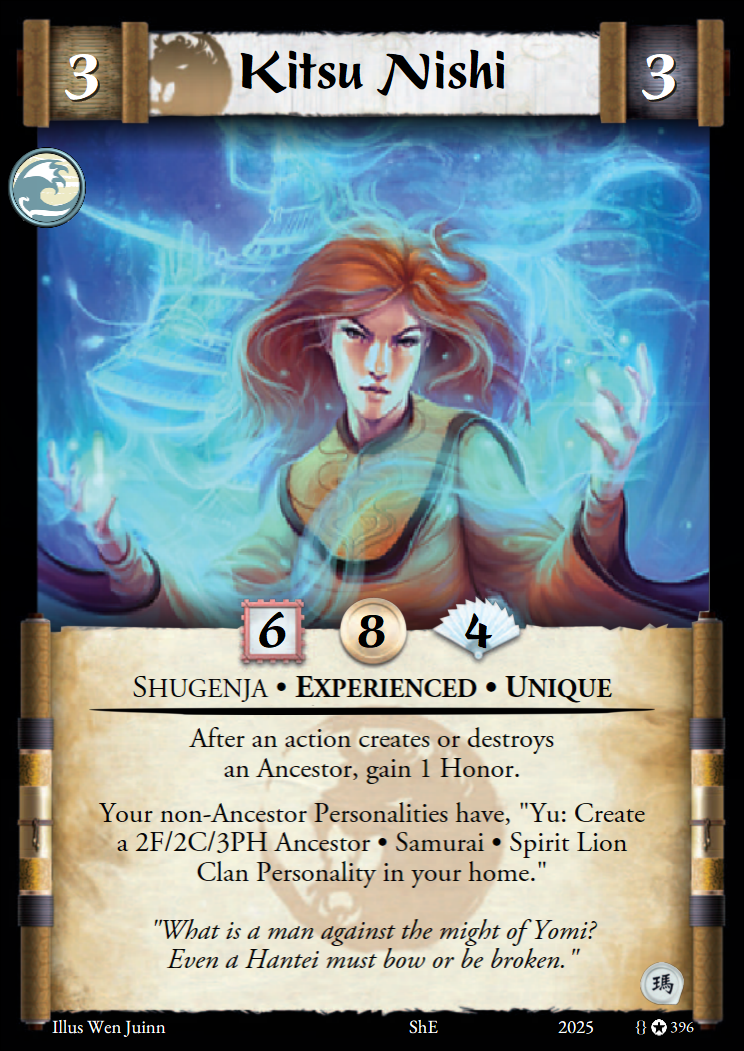 3 Kitsu Nishi 3
6 8 4
SHUGENJA • EXPERIENCED • UNIQUE
After an action creates or destroys
an Ancestor, gain 1 Honor.
Your non-Ancestor Personalities have, "Yu: Create
a 2F/2C/3PH Ancestor • Samurai • Spirit Lion
Clan Personality in your home."
"What is a man against the might of Yomi?
Even a Hantei must bow or be broken."
瑪
Illus Wen Juinn ShE 2025 {} ✪ 396